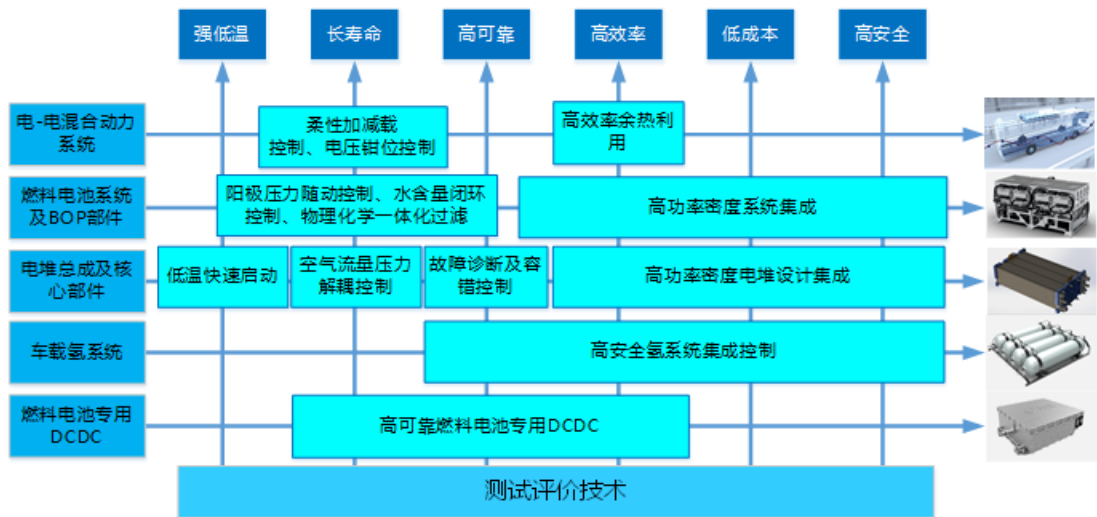 强低温
长寿命
高可靠
高效率
低成本
高安全
电-电混合动力
系统
柔性加减载
控制、电压钳位控制
高效率余热利
用
燃料电池系统
及BOP部件
阳极压力随动控制、水含量闭环
控制、物理化学一体化过滤
高功率密度系统集成
电堆总成及核
心部件
低温快速启动
空气流量压力
解耦控制
故障诊断及容
错控制
高功率密度电堆设计集成
车载氢系统
高安全氢系统集成控制
燃料电池专用
DCDC
高可靠燃料电池专用DCDC
测试评价技术